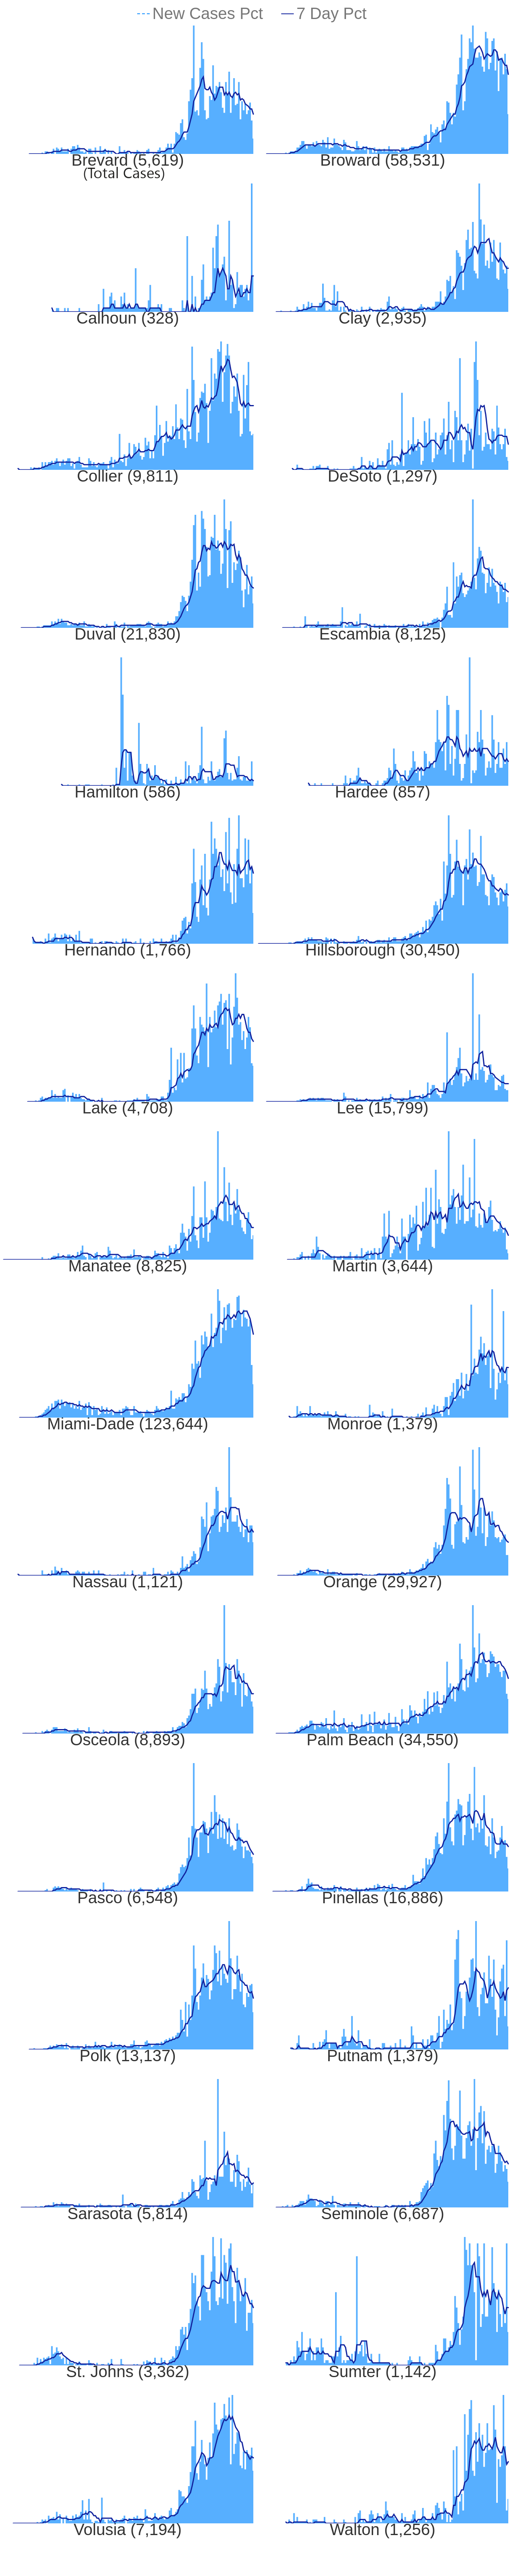 New Cases Pct 7 Day Pct
Brevard (5,619) Broward (58,531)
(Total Cases)
Calhoun (328) Clay (2,935)
Collier (9,811) DeSoto (1,297)
Duval (21,830) Escambia (8,125)
Hamilton (586) Hardee (857)
Hernando (1,766) Hillsborough (30,450)
Lake (4,708) Lee (15,799)
Manatee (8,825) Martin (3,644)
Miami-Dade (123,644) Monroe (1,379)
Nassau (1,121) Orange (29,927)
Osceola (8,893) Palm Beach (34,550)
Pasco (6,548) Pinellas (16,886)
Polk (13,137) Putnam (1,379)
Sarasota (5,814) Seminole (6,687)
St. Johns (3,362) Sumter (1,142)
Volusia (7,194) Walton (1,256)